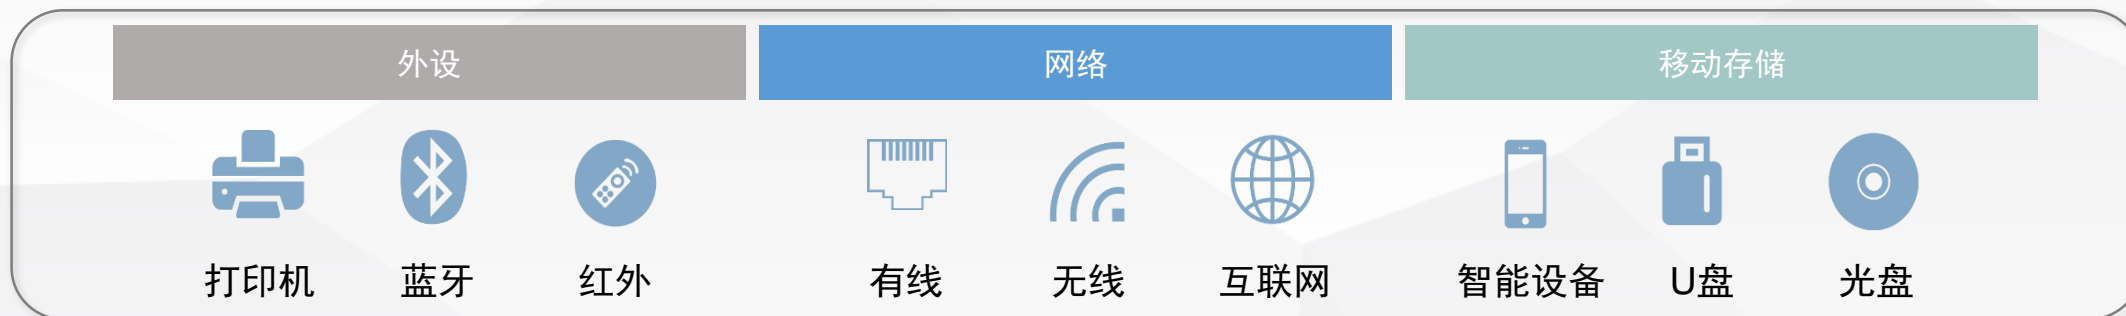 外设 网络 移动存储
打印机 蓝牙 红外 有线 无线 互联网 智能设备 U盘 光盘